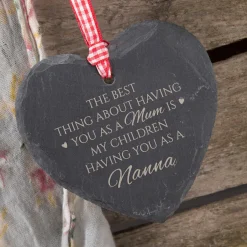 THE BEST
THING ABOUT HAVING
YOU AS A Mum IS
MY CHILDREN
HAVING YOU AS A
Nanna